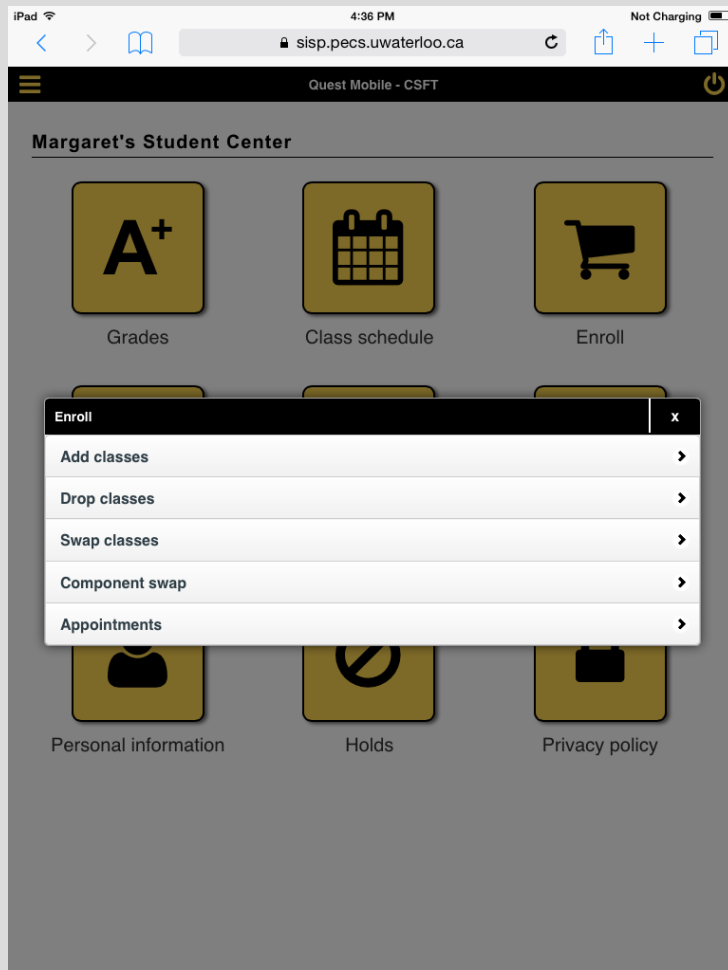 iPad 4:36 PM Not Charging
sisp.pecs.uwaterloo.ca
Quest Mobile - CSFT
Margaret's Student Center
A+
Grades Class schedule Enroll
Enroll x
Add classes
Drop classes
Swap classes
Component swap
Appointments
Personal information Holds Privacy policy